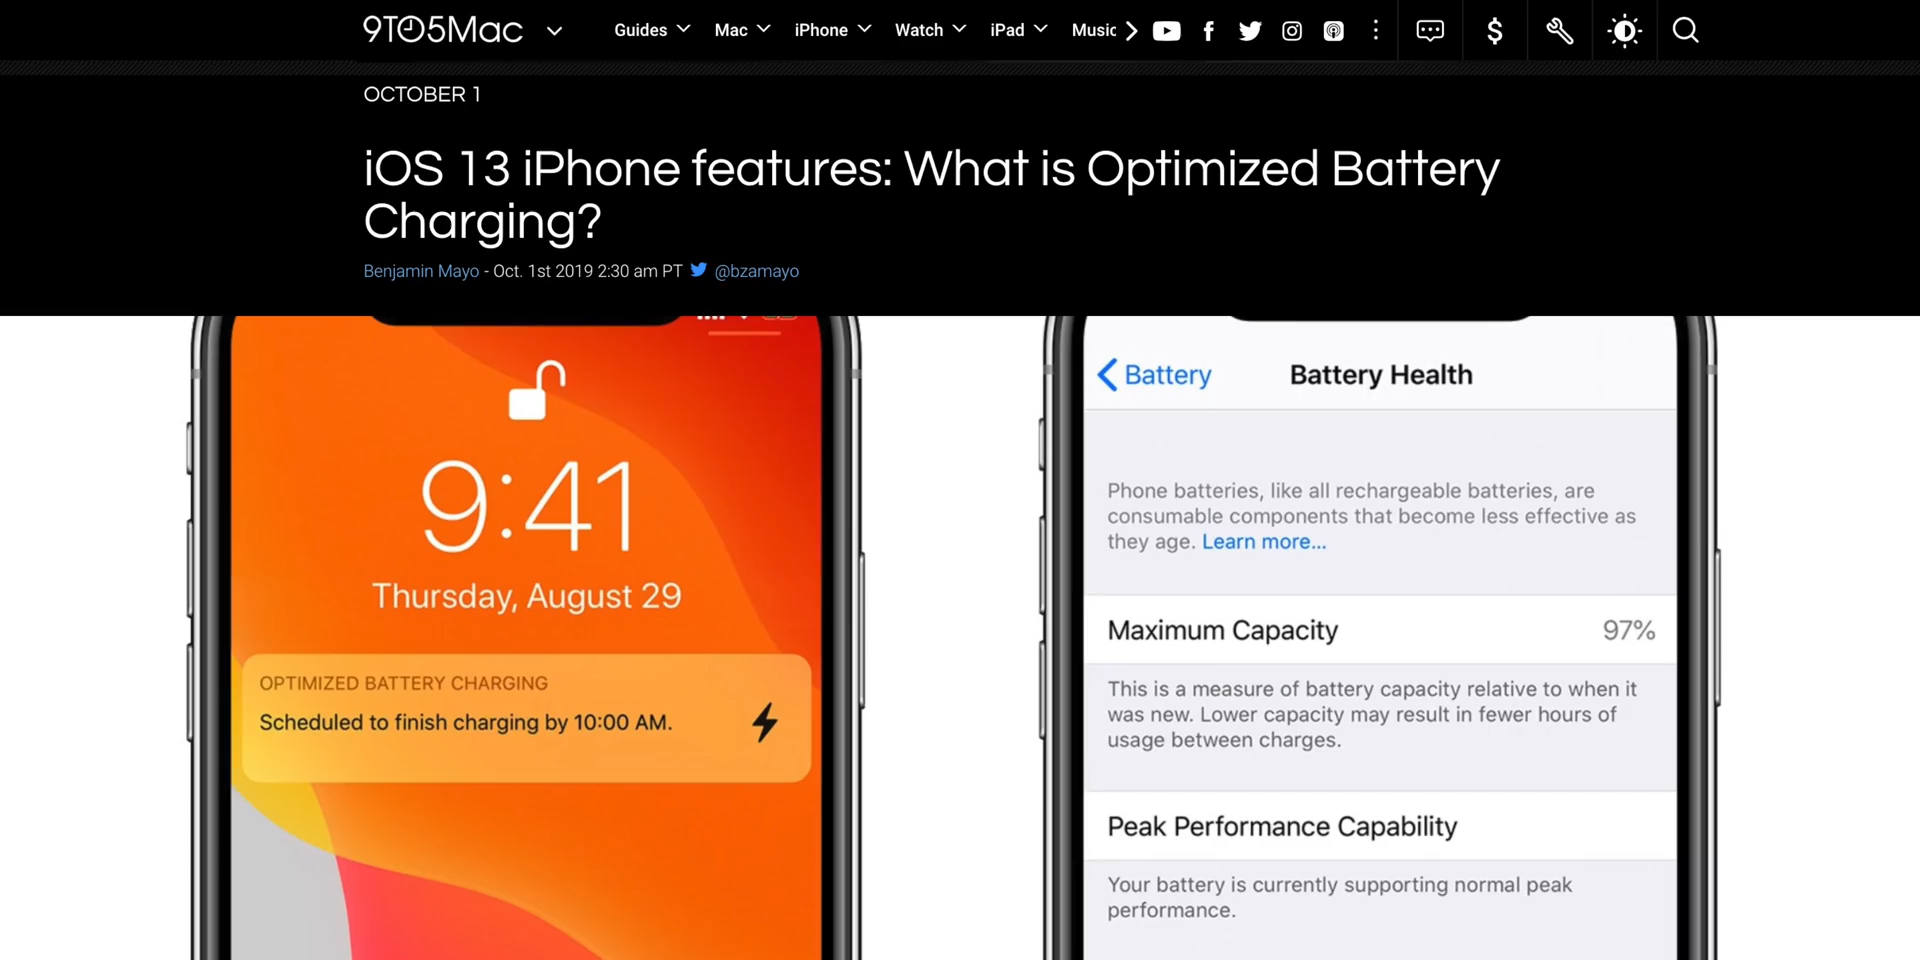 9TO5Mac Guides Mac iPhone Watch iPad Music
OCTOBER 1
iOS 13 iPhone features: What is Optimized Battery
Charging?
Benjamin Mayo - Oct. 1st 2019 2:30 am PT @bzamayo
9:41
Thursday, August 29
OPTIMIZED BATTERY CHARGING
Scheduled to finish charging by 10:00 AM.
Battery Battery Health
Phone batteries, like all rechargeable batteries, are
consumable components that become less effective as
they age. Learn more...
Maximum Capacity 97%
This is a measure of battery capacity relative to when it
was new. Lower capacity may result in fewer hours of
usage between charges.
Peak Performance Capability
Your battery is currently supporting normal peak
performance.